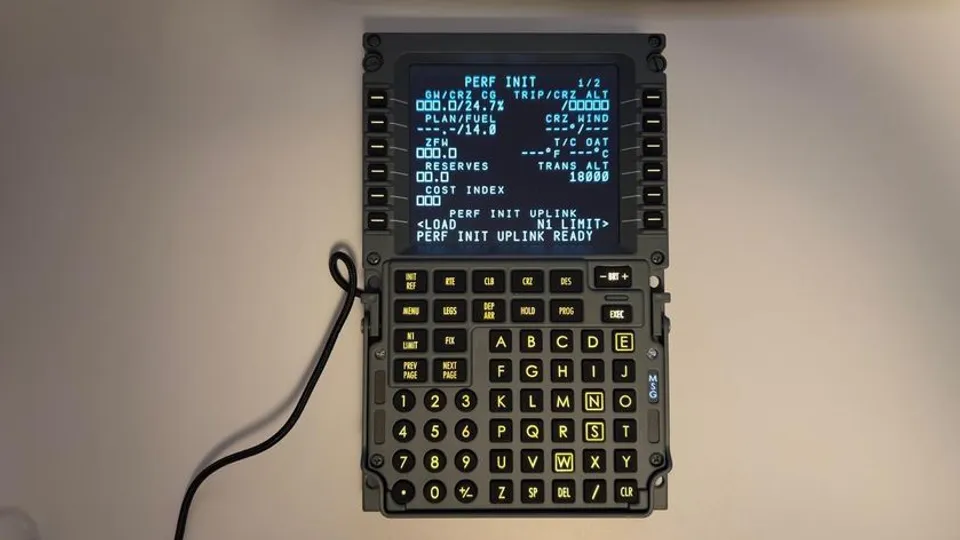 PERF INIT 1/2
GW/CRZ CG TRIP/CRZ ALT
□□□.□/24.7% /□□□□□
PLAN/FUEL CRZ WIND
---.-/14.0 ---°/---
ZFW T/C OAT
□□□.□ ---°F ---°C
RESERVES TRANS ALT
□□.□ 18000
COST INDEX
□□□
PERF INIT UPLINK
<LOAD N1 LIMIT>
PERF INIT UPLINK READY
INIT REF RTE CLB CRZ DES - BRT +
MENU LEGS DEP ARR HOLD PROG EXEC
N1 LIMIT FIX A B C D E
PREV PAGE NEXT PAGE F G H I J
MSG
1 2 3 K L M N O
4 5 6 P Q R S T
7 8 9 U V W X Y
. 0 +/- Z SP DEL / CLR